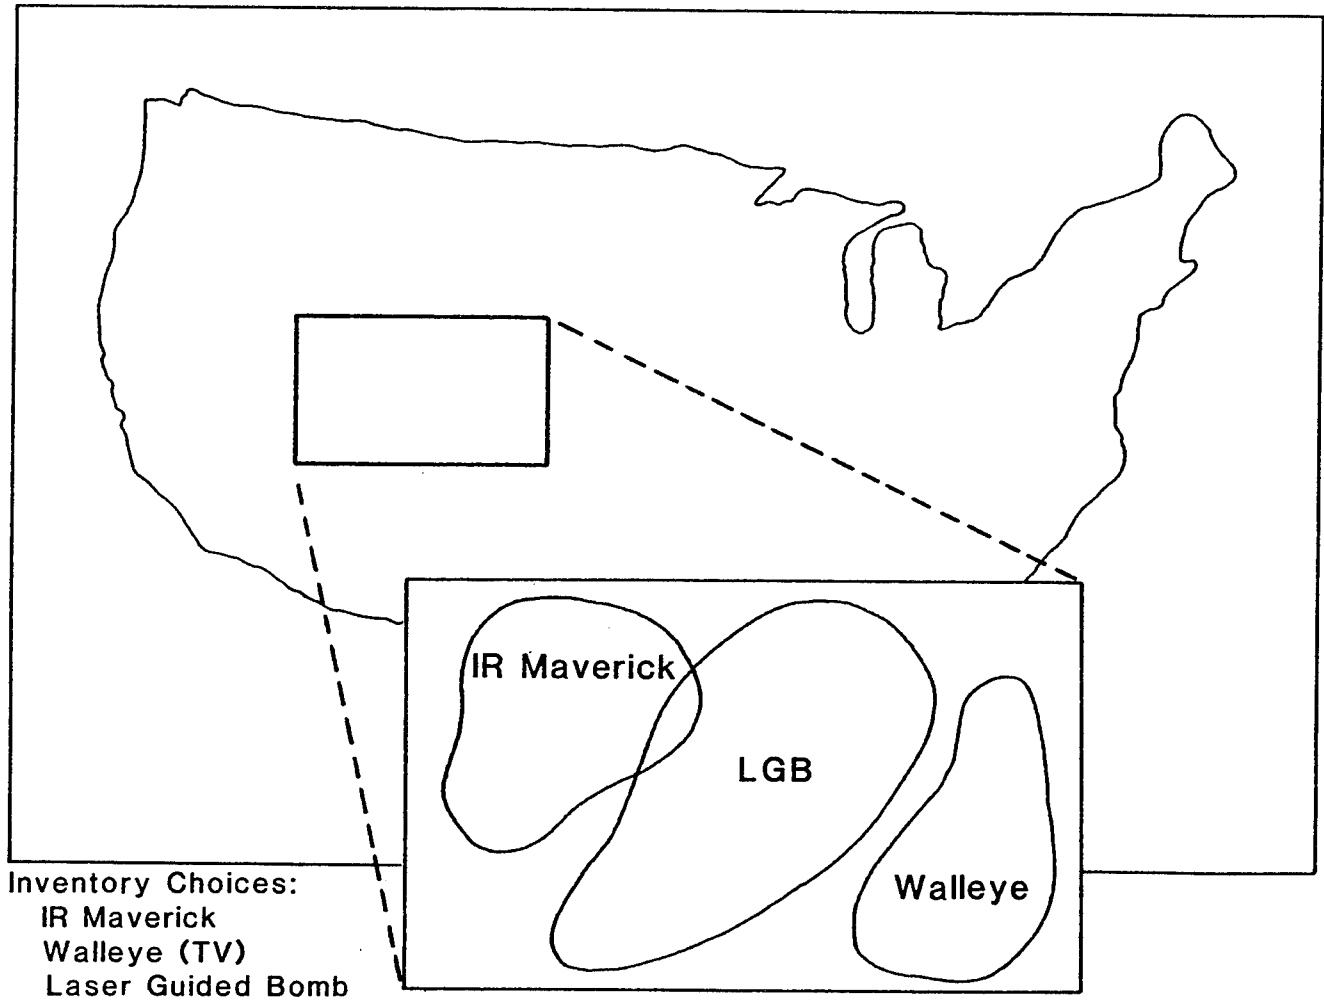 IR Maverick
LGB
Walleye
Inventory Choices:
IR Maverick
Walleye (TV)
Laser Guided Bomb